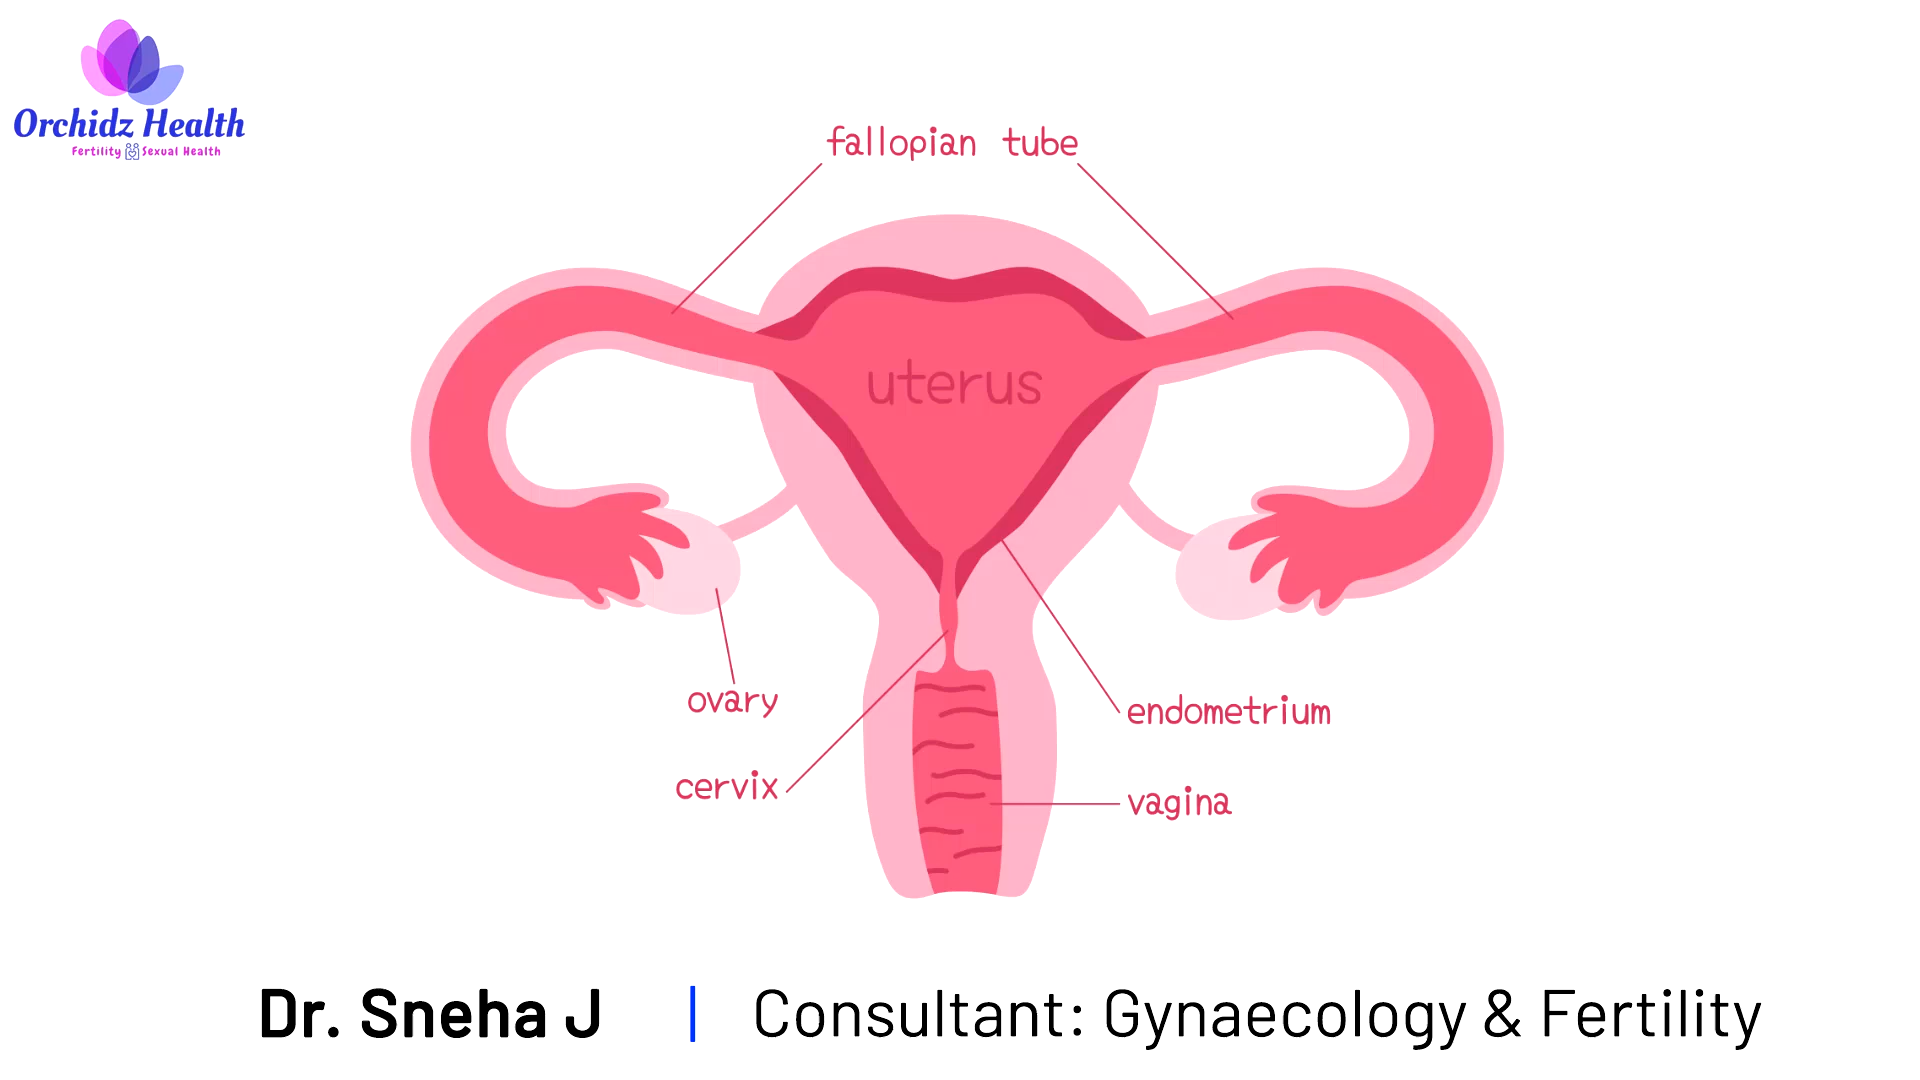 Orchidz Health
Fertility Sexual Health
fallopian tube
uterus
ovary
endometrium
cervix
vagina
Dr. Sneha J | Consultant: Gynaecology & Fertility